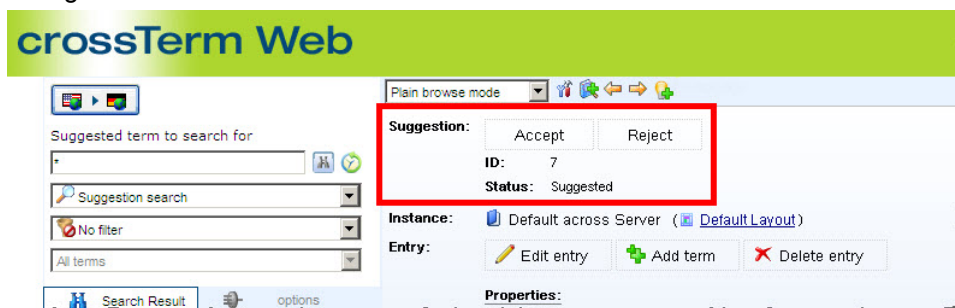 crossTerm Web
Plain browse mode
Suggested term to search for
*
Suggestion search
No filter
All terms
Search Result
options
Suggestion:
Accept Reject
ID: 7
Status: Suggested
Instance: Default across Server ( Default Layout)
Entry: Edit entry Add term Delete entry
Properties: